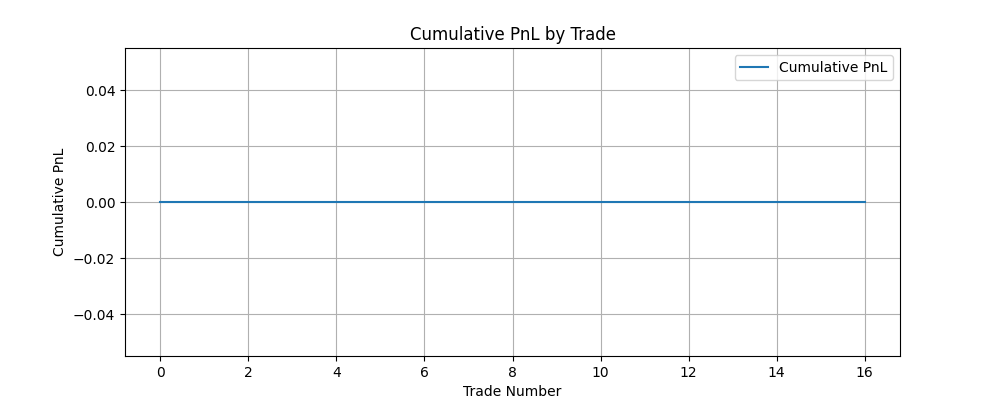 Cumulative PnL by Trade
Cumulative PnL
0.04
0.02
0.00
−0.02
−0.04
Cumulative PnL
0 2 4 6 8 10 12 14 16
Trade Number